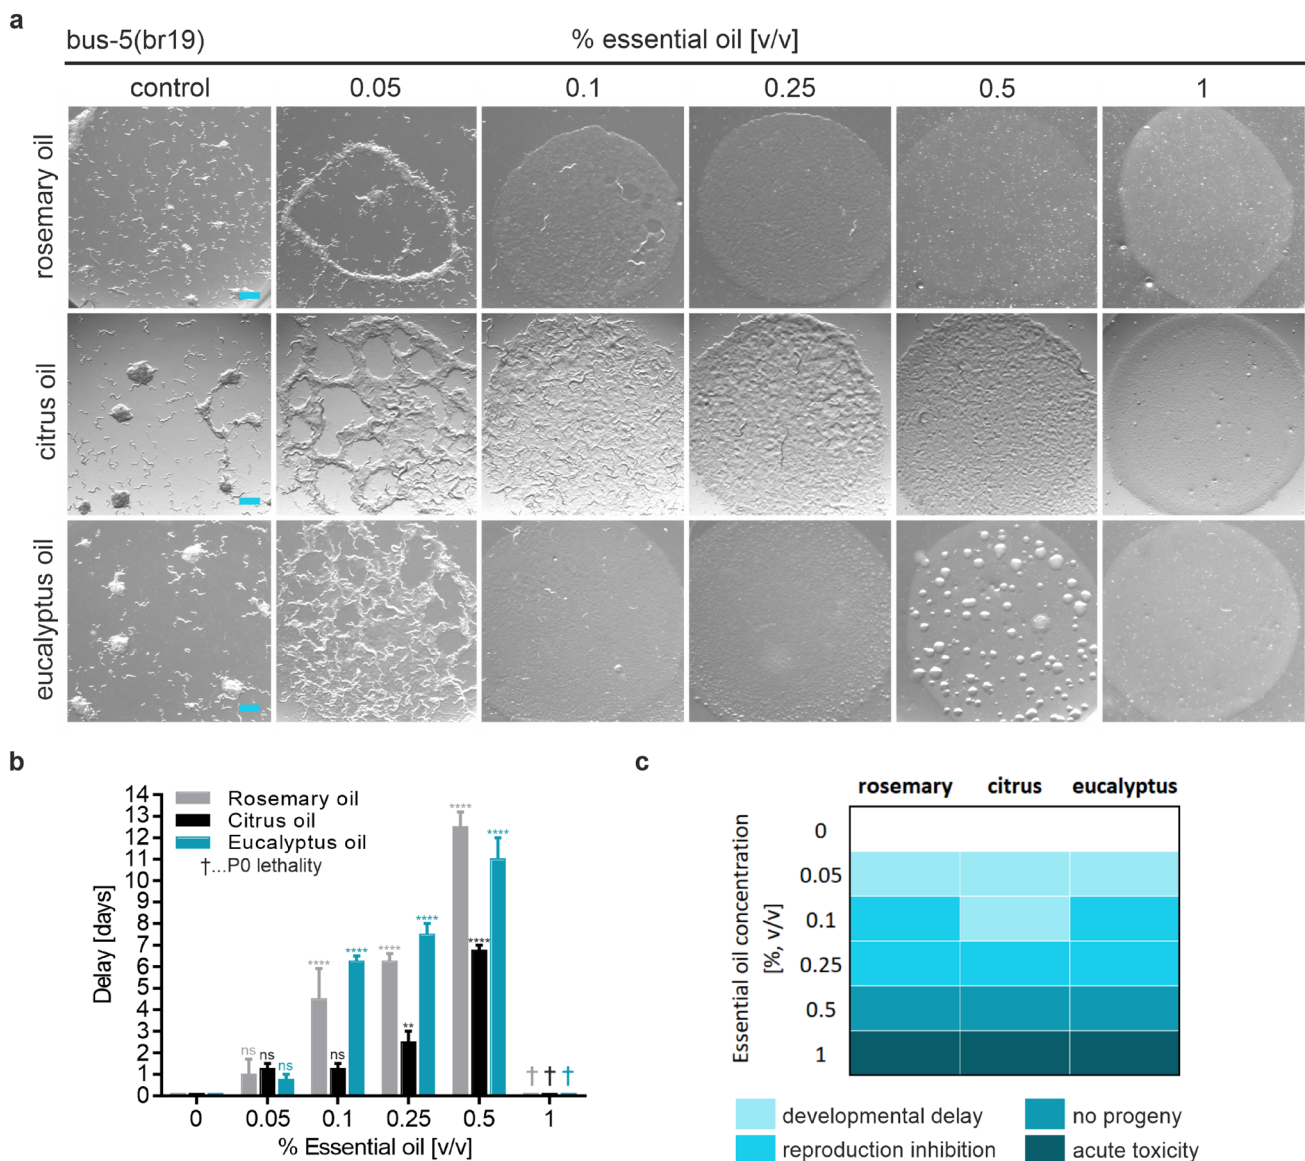 a
bus-5(br19)
% essential oil [v/v]
control 0.05 0.1 0.25 0.5 1
rosemary oil
citrus oil
eucalyptus oil
b
Delay [days]
14
13
12
11
10
9
8
7
6
5
4
3
2
1
0
Rosemary oil
Citrus oil
Eucalyptus oil
†...P0 lethality
ns ns ns
**** ns ****
**** ** ****
**** **** ****
† † †
0 0.05 0.1 0.25 0.5 1
% Essential oil [v/v]
c
rosemary citrus eucalyptus
Essential oil concentration
[%, v/v]
0
0.05
0.1
0.25
0.5
1
developmental delay
reproduction inhibition
no progeny
acute toxicity